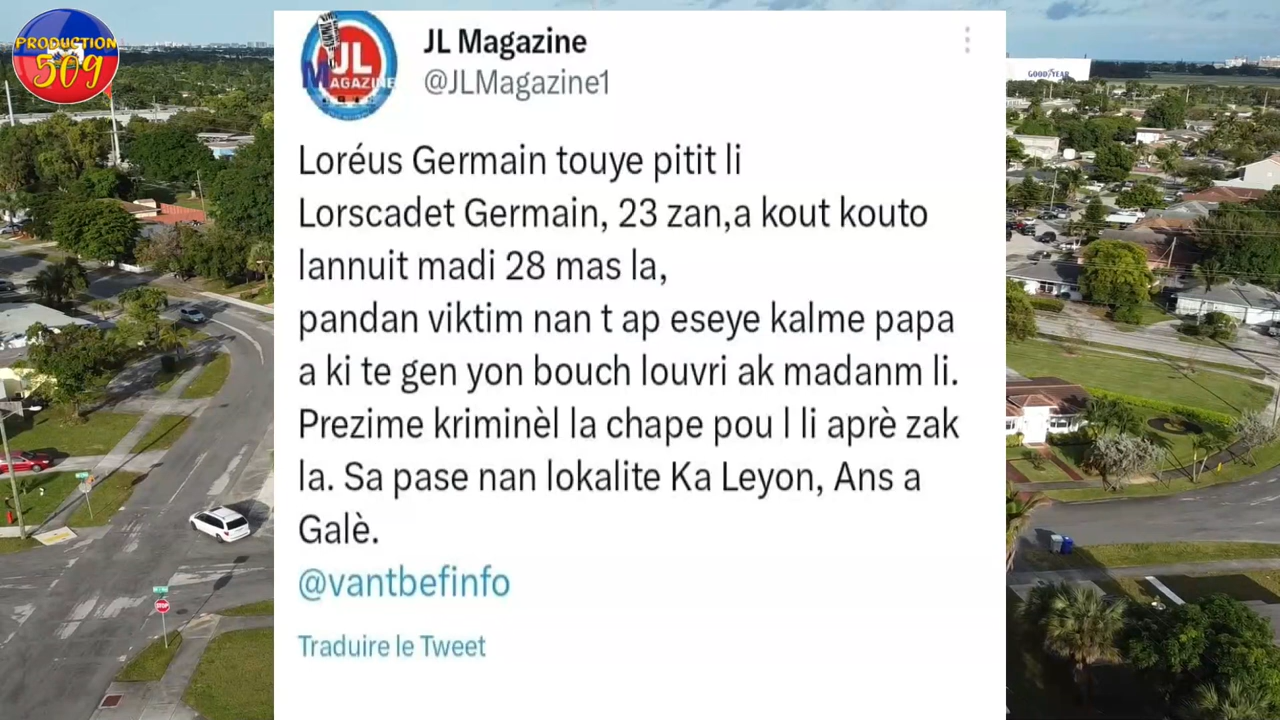 PRODUCTION
509
JL
MAGAZINE
JL Magazine
@JLMagazine1
Loréus Germain touye pitit li
Lorscadet Germain, 23 zan,a kout kouto
lannuit madi 28 mas la,
pandan viktim nan t ap eseye kalme papa
a ki te gen yon bouch louvri ak madanm li.
Prezime kriminèl la chape pou l li aprè zak
la. Sa pase nan lokalite Ka Leyon, Ans a
Galè.
@vantbefinfo
Traduire le Tweet
GOODYEAR
STOP